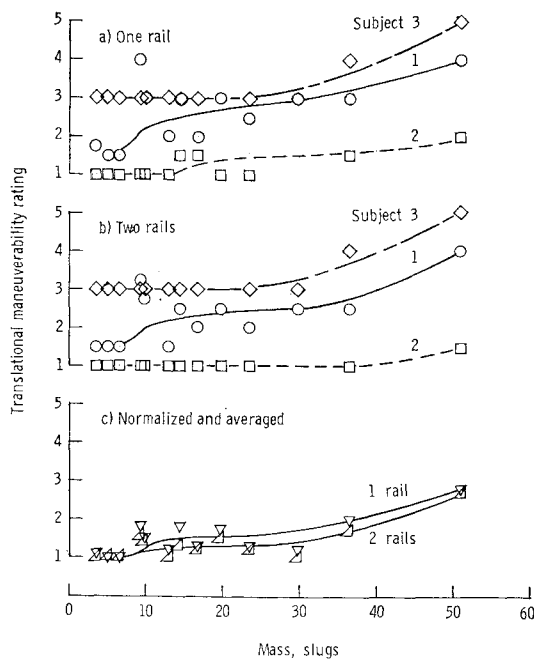 5
a) One rail
Subject 3
4
1
3
2
2
1
5
b) Two rails
Subject 3
4
1
3
2
2
1
5
c) Normalized and averaged
4
3
1 rail
2
2 rails
1
0 10 20 30 40 50 60
Mass, slugs
Translational maneuverability rating